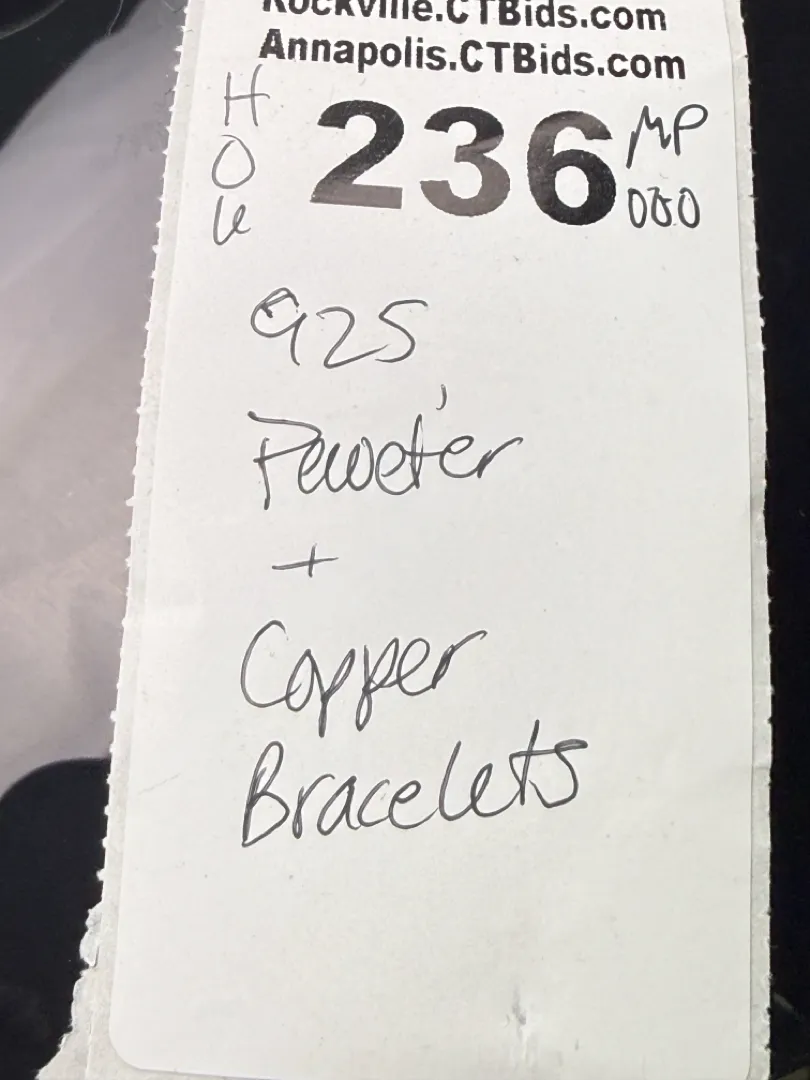 Rockville.CTBids.com
Annapolis.CTBids.com
H
O
236 MP
080
925,
Pewter
+
Copper
Bracelets